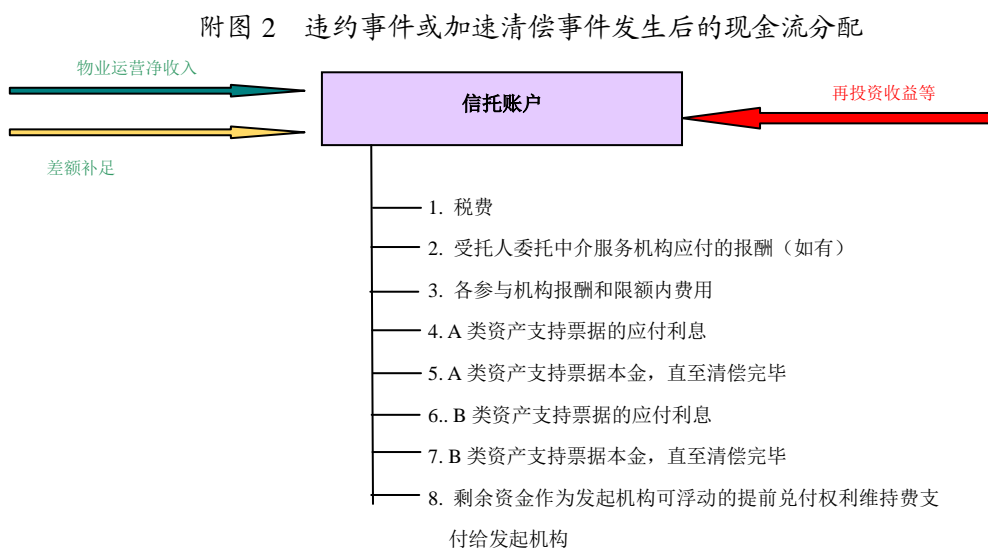 附图 2 违约事件或加速清偿事件发生后的现金流分配
物业运营净收入
信托账户
再投资收益等
差额补足
1. 税费
2. 受托人委托中介服务机构应付的报酬（如有）
3. 各参与机构报酬和限额内费用
4. A 类资产支持票据的应付利息
5. A 类资产支持票据本金，直至清偿完毕
6.. B 类资产支持票据的应付利息
7. B 类资产支持票据本金，直至清偿完毕
8. 剩余资金作为发起机构可浮动的提前兑付权利维持费支
付给发起机构